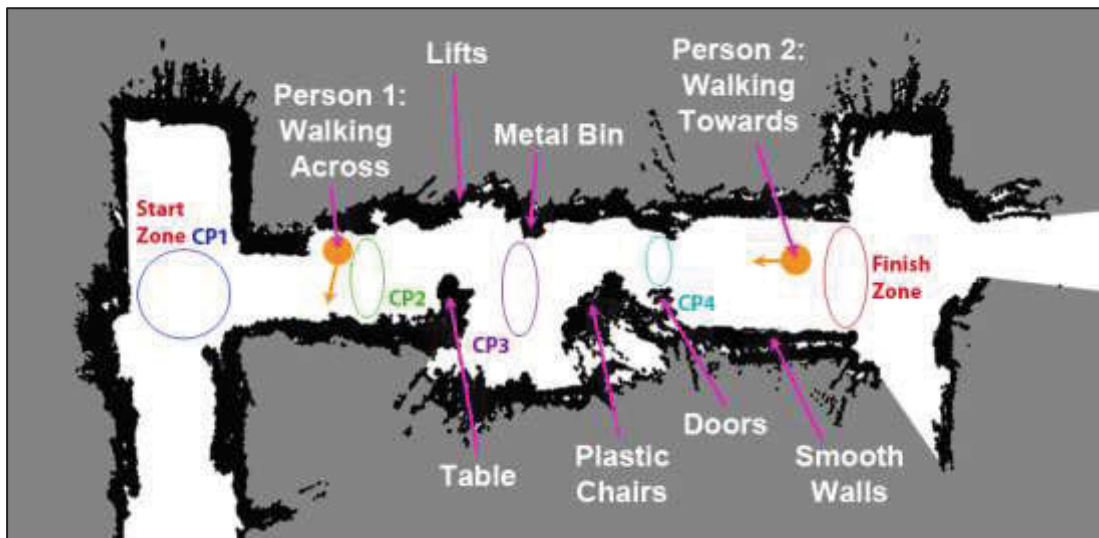 Lifts
Person 1:
Walking
Across
Metal Bin
Person 2:
Walking
Towards
Start
Zone
CP1
CP2
CP3
CP4
Finish
Zone
Table
Plastic
Chairs
Doors
Smooth
Walls